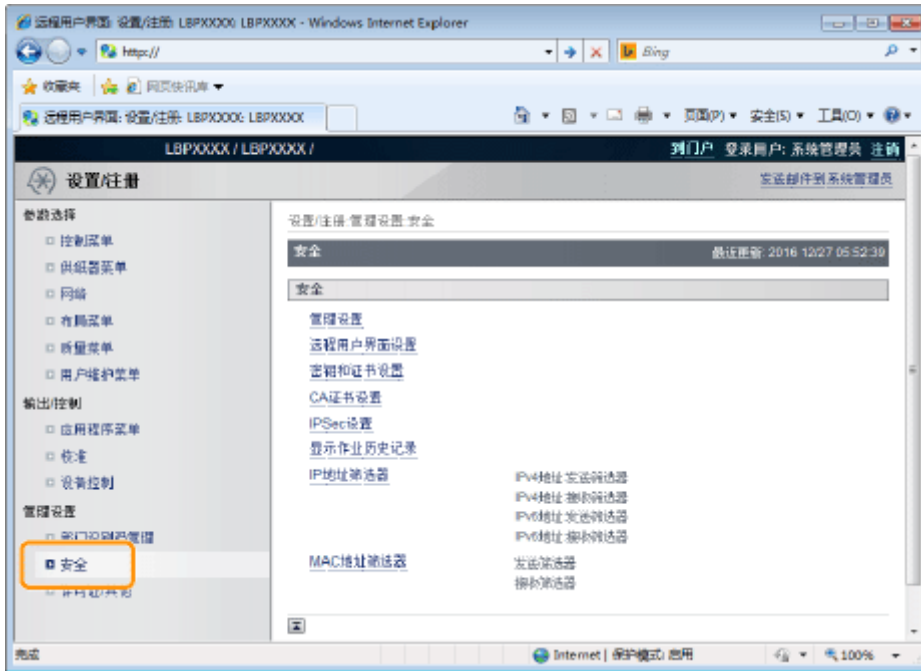 远程用户界面: 设置/注册: LBPXXXX: LBPXXXX - Windows Internet Explorer
http://
Bing
收藏夹 网页快讯库
远程用户界面: 设置/注册: LBPXXXX: LBPXXXX
页面(P) 安全(S) 工具(O)
LBPXXXX / LBPXXXX /
到门户 登录用户: 系统管理员 注销
设置/注册
发送邮件到系统管理员
参数选择
控制菜单
供纸器菜单
网络
布局菜单
质量菜单
用户维护菜单
输出/控制
应用程序菜单
校准
设备控制
管理设置
部门识别码管理
安全
许可证/其他
设置/注册:管理设置:安全
安全
最近更新: 2016 12/27 05:52:39
安全
管理设置
远程用户界面设置
密钥和证书设置
CA证书设置
IPSec设置
显示作业历史记录
IP地址筛选器
IPv4地址:发送筛选器
IPv4地址:接收筛选器
IPv6地址:发送筛选器
IPv6地址:接收筛选器
MAC地址筛选器
发送筛选器
接收筛选器
完成
Internet | 保护模式: 启用
100%